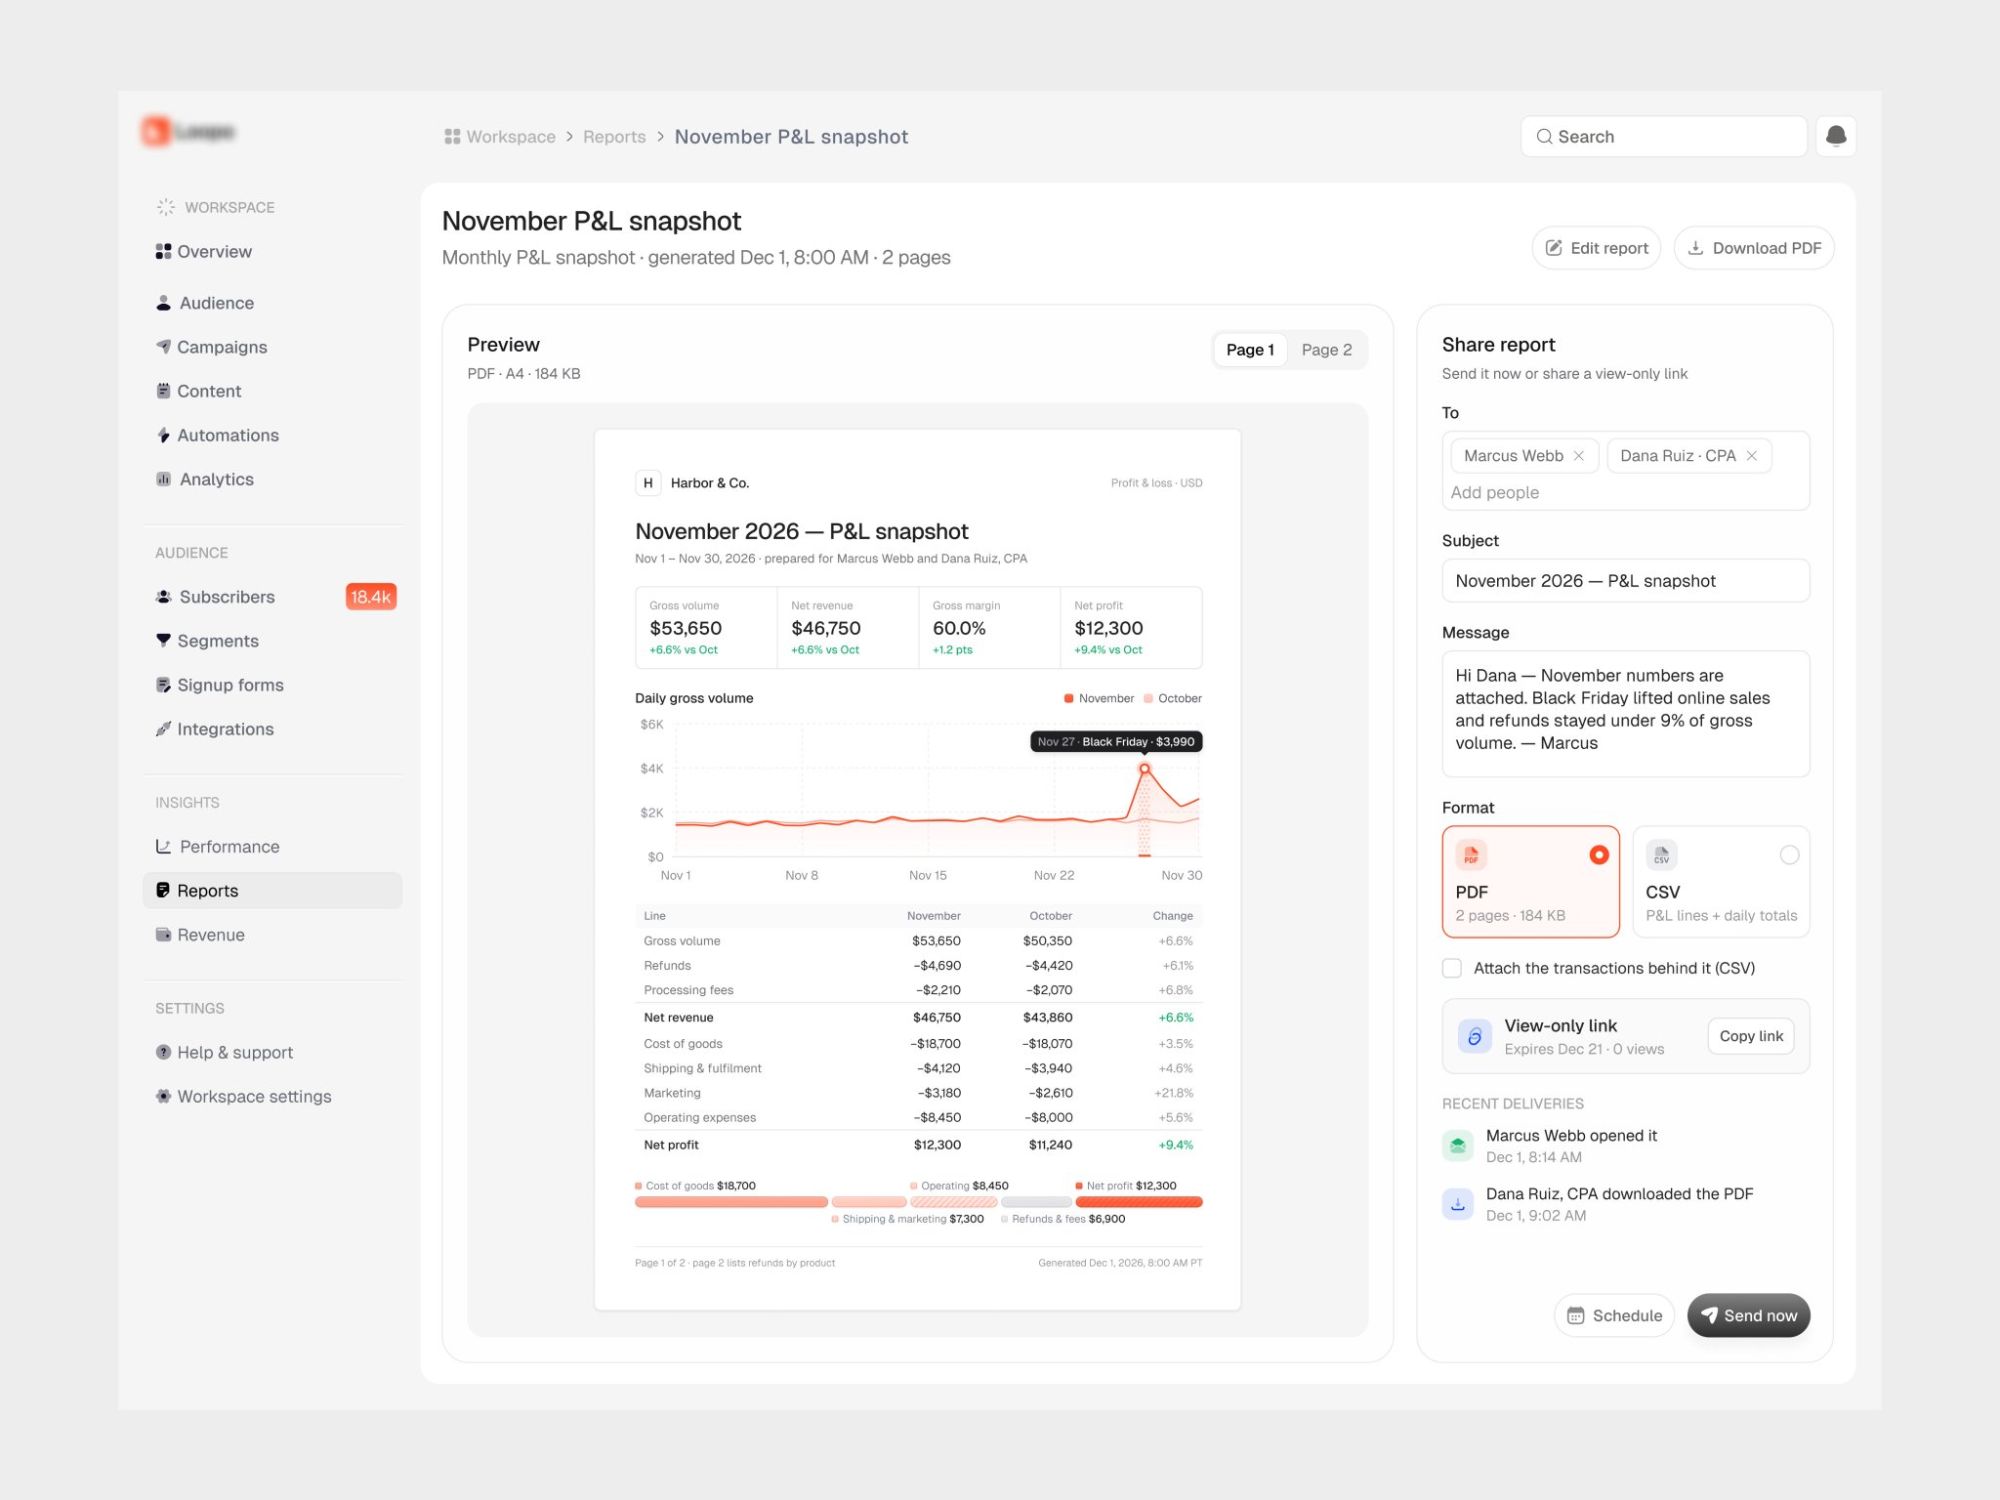 Workspace > Reports > November P&L snapshot
Search
WORKSPACE
Overview
Audience
Campaigns
Content
Automations
Analytics
AUDIENCE
Subscribers 18.4k
Segments
Signup forms
Integrations
INSIGHTS
Performance
Reports
Revenue
SETTINGS
Help & support
Workspace settings
November P&L snapshot
Monthly P&L snapshot · generated Dec 1, 8:00 AM · 2 pages
Edit report
Download PDF
Preview
PDF · A4 · 184 KB
Page 1 Page 2
H Harbor & Co.
Profit & loss · USD
November 2026 — P&L snapshot
Nov 1 – Nov 30, 2026 · prepared for Marcus Webb and Dana Ruiz, CPA
Gross volume Net revenue Gross margin Net profit
$53,650 $46,750 60.0% $12,300
+6.6% vs Oct +6.6% vs Oct +1.2 pts +9.4% vs Oct
Daily gross volume
November October
$6K
Nov 27 · Black Friday · $3,990
$4K
$2K
$0
Nov 1 Nov 8 Nov 15 Nov 22 Nov 30
Line November October Change
Gross volume $53,650 $50,350 +6.6%
Refunds −$4,690 −$4,420 +6.1%
Processing fees −$2,210 −$2,070 +6.8%
Net revenue $46,750 $43,860 +6.6%
Cost of goods −$18,700 −$18,070 +3.5%
Shipping & fulfilment −$4,120 −$3,940 +4.6%
Marketing −$3,180 −$2,610 +21.8%
Operating expenses −$8,450 −$8,000 +5.6%
Net profit $12,300 $11,240 +9.4%
Cost of goods $18,700 Operating $8,450 Net profit $12,300
Shipping & marketing $7,300 Refunds & fees $6,900
Page 1 of 2 · page 2 lists refunds by product
Generated Dec 1, 2026, 8:00 AM PT
Share report
Send it now or share a view-only link
To
Marcus Webb Dana Ruiz · CPA
Add people
Subject
November 2026 — P&L snapshot
Message
Hi Dana — November numbers are
attached. Black Friday lifted online sales
and refunds stayed under 9% of gross
volume. — Marcus
Format
PDF
PDF
2 pages · 184 KB
CSV
CSV
P&L lines + daily totals
Attach the transactions behind it (CSV)
View-only link
Expires Dec 21 · 0 views
Copy link
RECENT DELIVERIES
Marcus Webb opened it
Dec 1, 8:14 AM
Dana Ruiz, CPA downloaded the PDF
Dec 1, 9:02 AM
Schedule
Send now